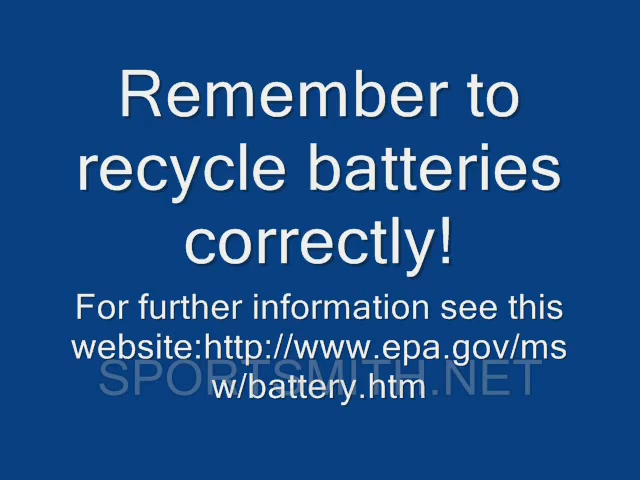 Remember to
recycle batteries
correctly!
For further information see this
website:http://www.epa.gov/ms
w/battery.htm
SPORTSMITH.NET